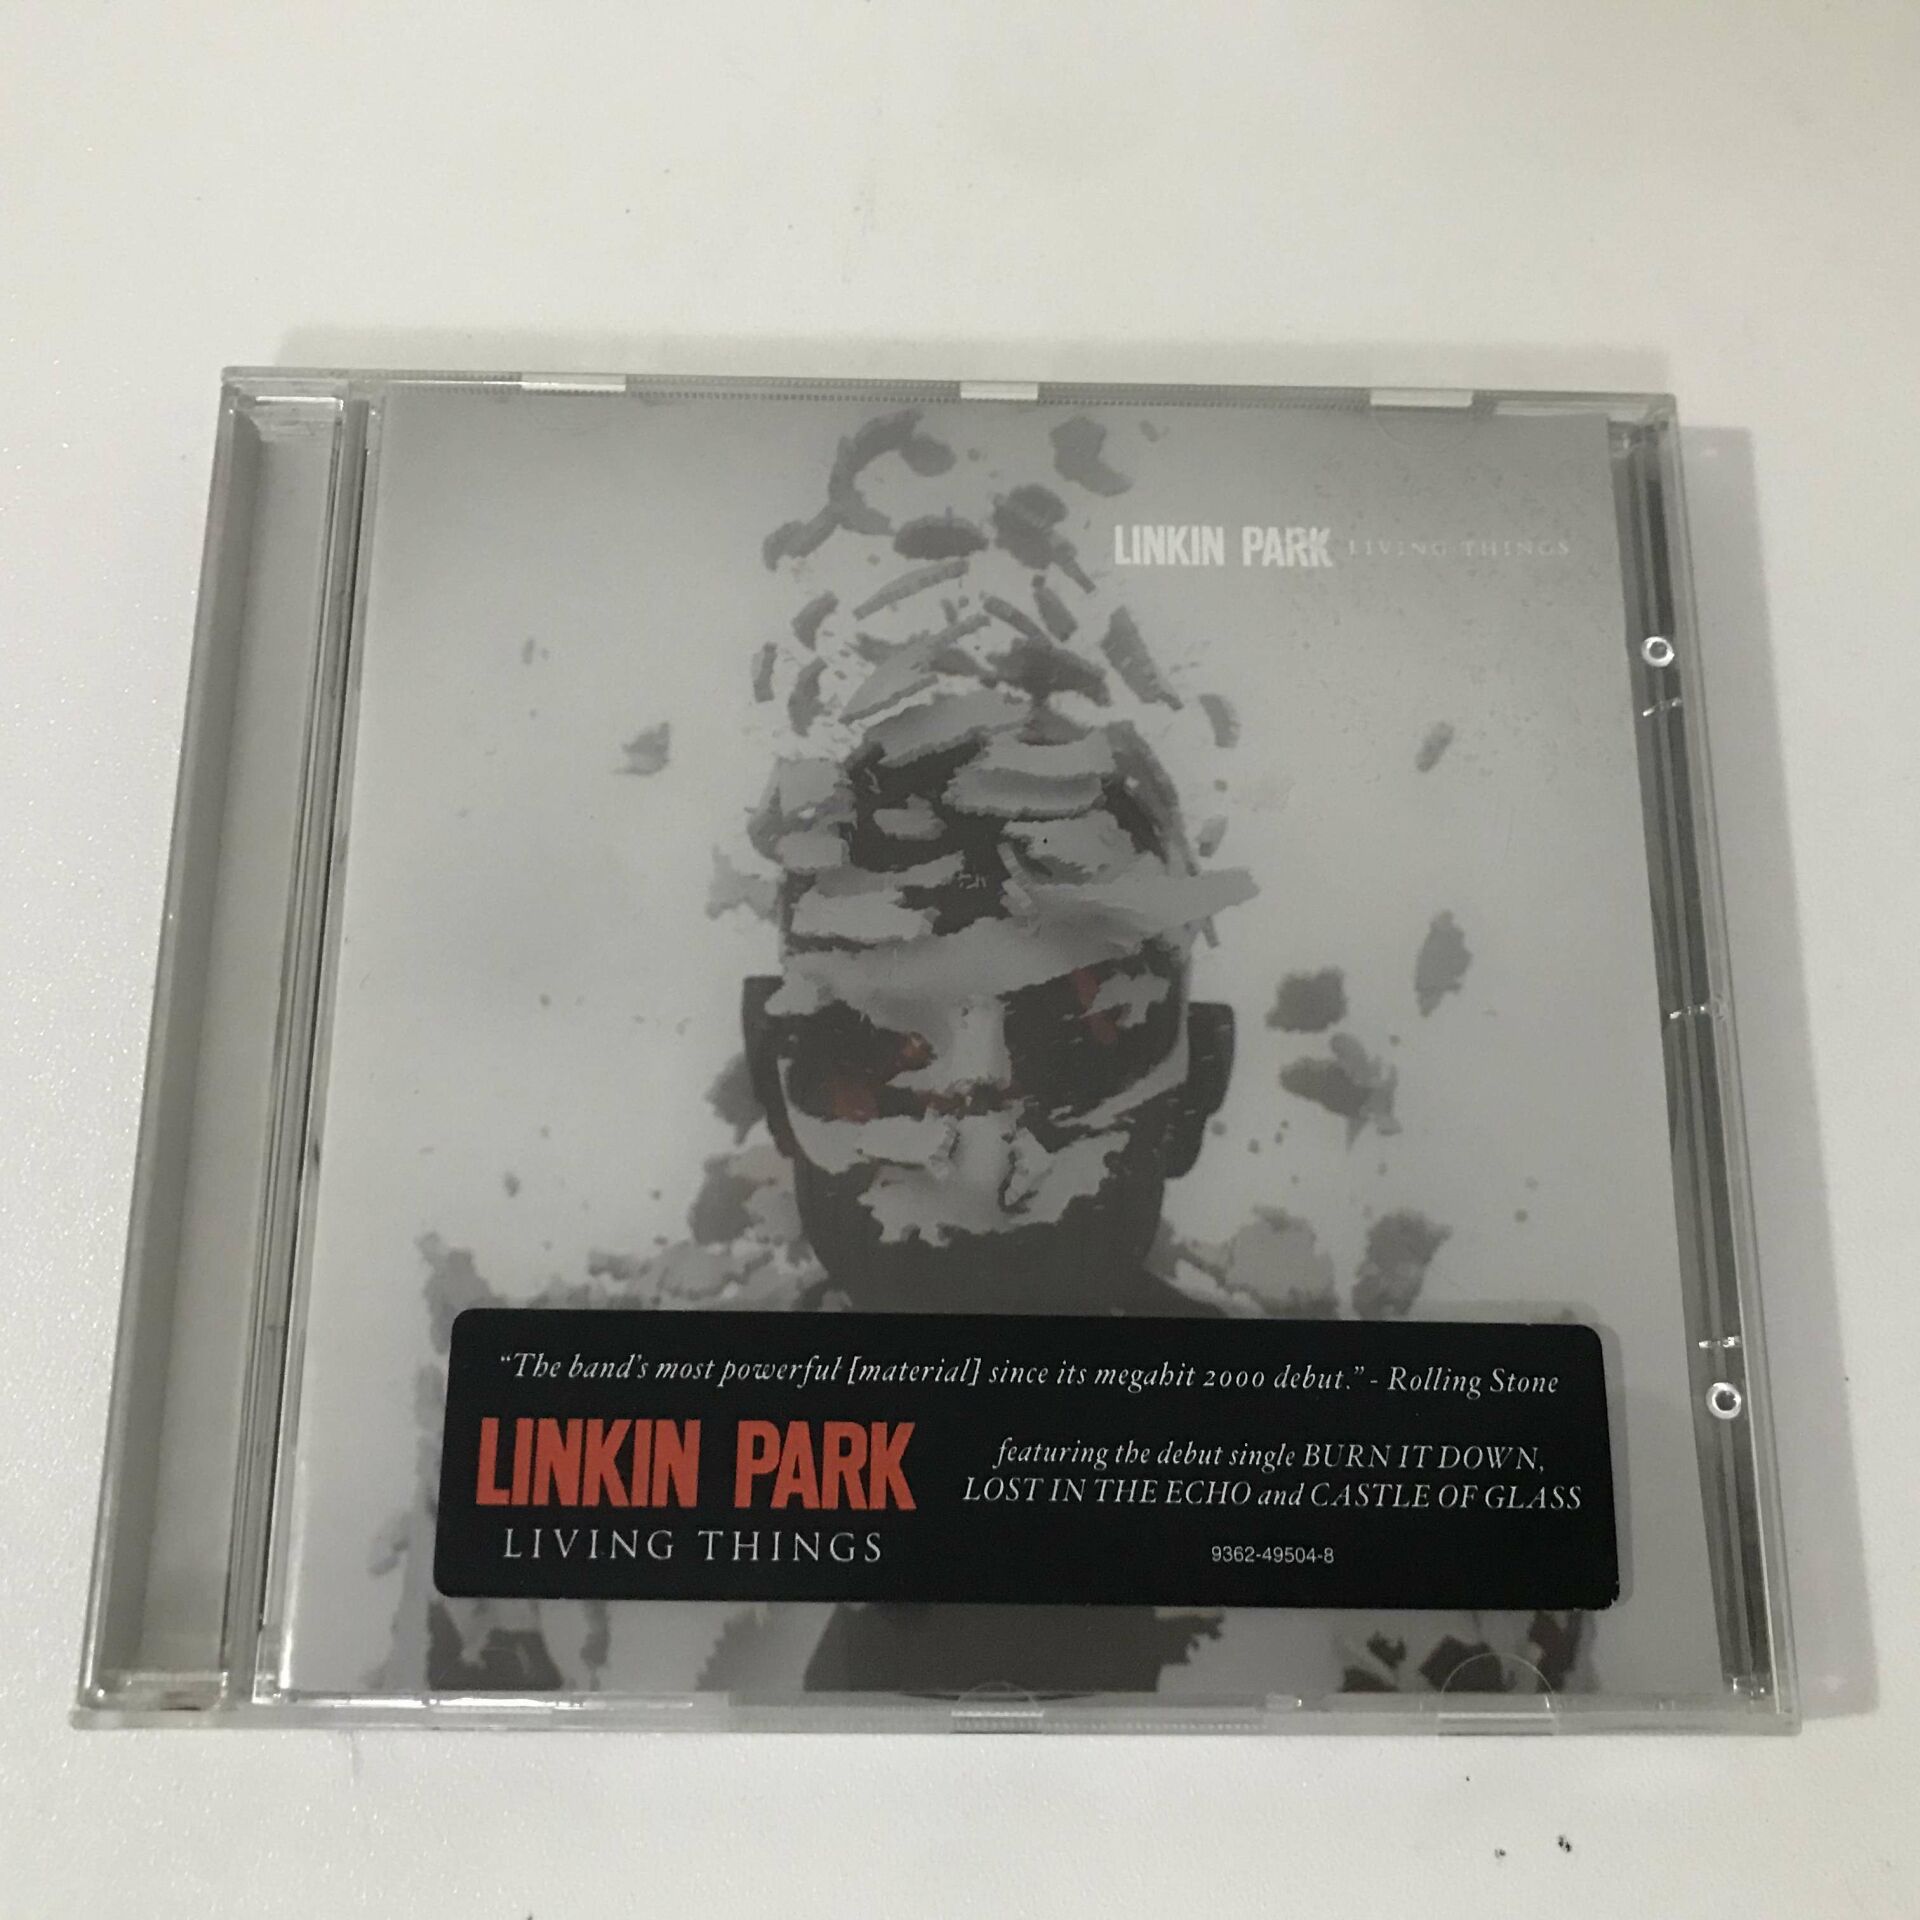 LINKIN PARK LIVING THINGS
"The band's most powerful [material] since its megahit 2000 debut." - Rolling Stone
LINKIN PARK
LIVING THINGS
featuring the debut single BURN IT DOWN,
LOST IN THE ECHO and CASTLE OF GLASS
9362-49504-8